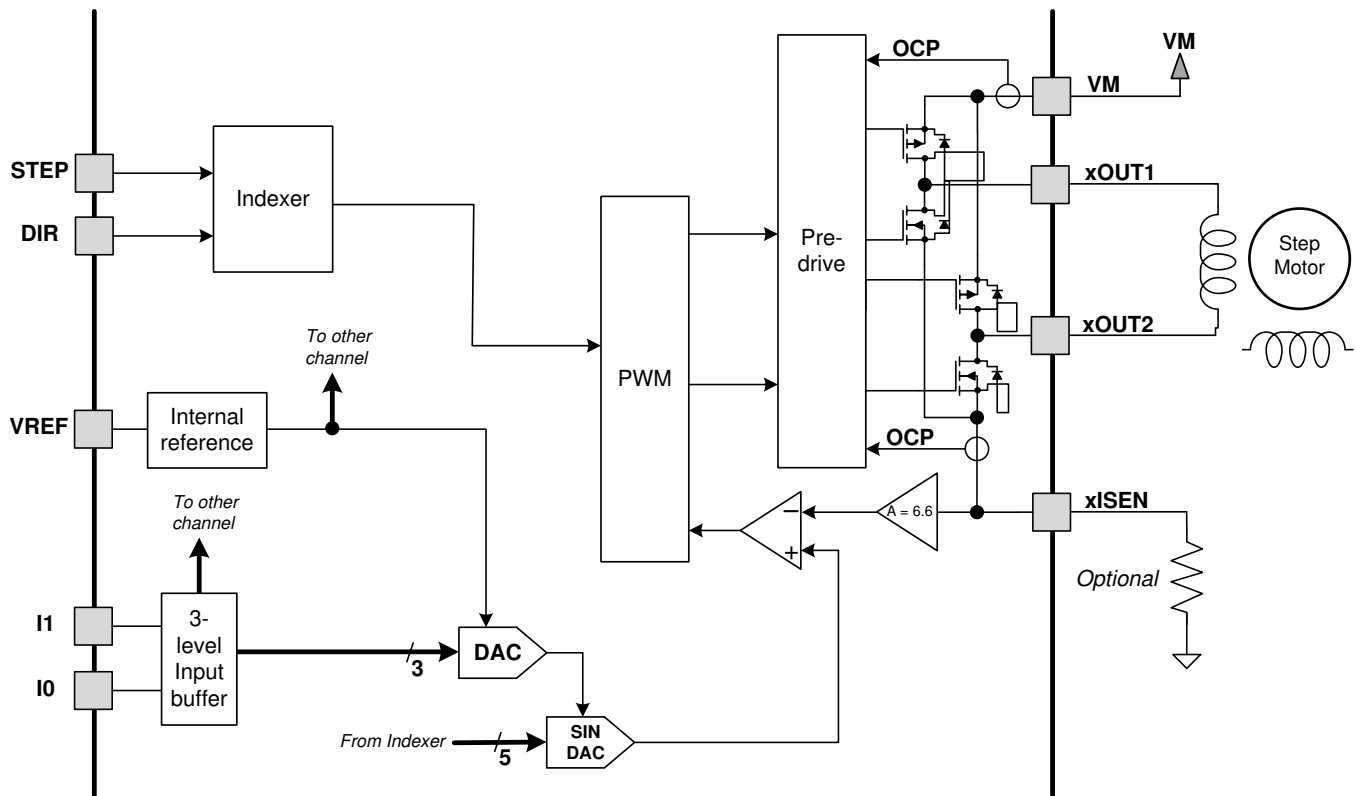 VM
OCP
VM
STEP
Indexer
xOUT1
DIR
Pre-
drive
Step
Motor
To other
channel
xOUT2
PWM
VREF
Internal
reference
OCP
To other
channel
A = 6.6
xISEN
−
+
Optional
I1
3-
level
Input
buffer
DAC
3
I0
From Indexer
5
SIN
DAC